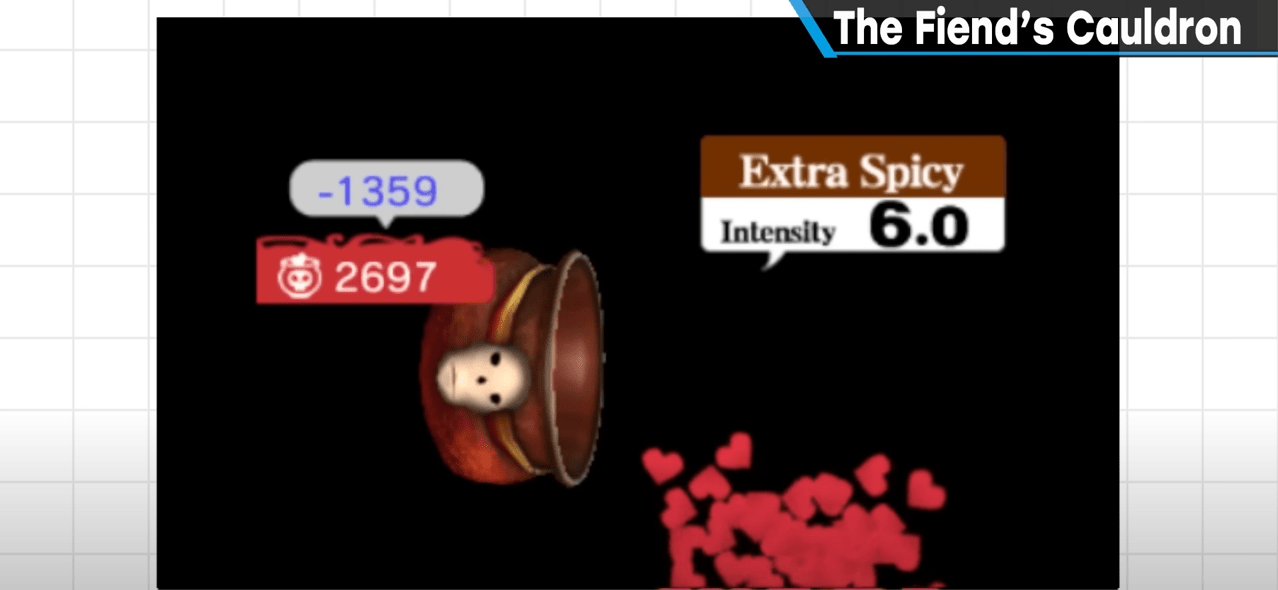 The Fiend's Cauldron
-1359
2697
Extra Spicy
Intensity 6.0